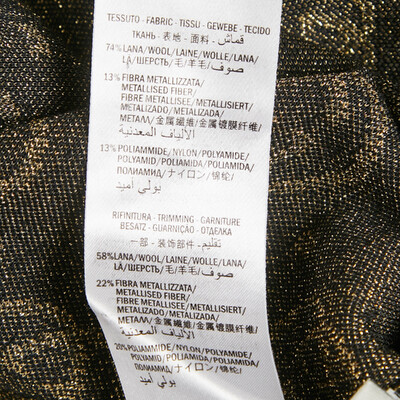 TESSUTO - FABRIC - TISSU - GEWEBE - TECIDO
ТКАНЬ - 表地 - 面料 - قماش
74% LANA/WOOL/LAINE/WOLLE/LANA
LÃ/ШЕРСТЬ/毛/羊毛/صوف
13% FIBRA METALLIZZATA/
METALLISED FIBER/
FIBRE METALLISEE/METALLISIERT/
METALIZADO/METALIZADA/
МЕТАЛЛ/金属繊維/金属镀膜纤维/
الألياف المعدنية
13% POLIAMMIDE/NYLON/POLYAMIDE/
POLYAMID/POLIAMIDA/POLIAMIDA/
ПОЛИАМИД/ナイロン/锦纶/
بولي أميد
RIFINITURA - TRIMMING - GARNITURE
BESATZ - GUARNIÇÃO - ОТДЕЛКА
一部 - 装饰部件 - تقليم
58% LANA/WOOL/LAINE/WOLLE/LANA/
LÃ/ШЕРСТЬ/毛/羊毛/صوف
22% FIBRA METALLIZZATA/
METALLISED FIBER/
FIBRE METALLISEE/METALLISIERT/
METALIZADO/METALIZADA/
МЕТАЛЛ/金属繊維/金属镀膜纤维/
الألياف المعدنية
20% POLIAMMIDE/NYLON/POLYAMIDE/
POLYAMID/POLIAMIDA/POLIAMIDA/
ПОЛИАМИД/ナイロン/锦纶/
بولي أميد